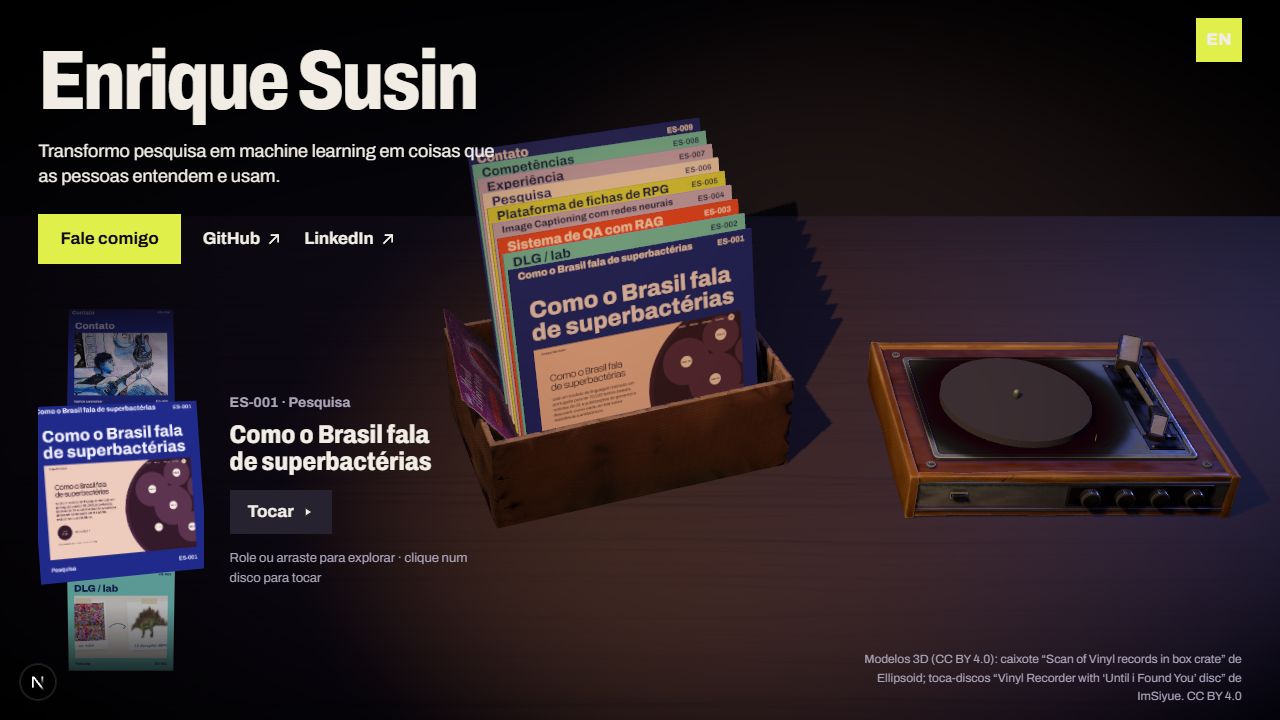 Enrique Susin
EN
Transformo pesquisa em machine learning em coisas que
as pessoas entendem e usam.
Fale comigo
GitHub
LinkedIn
Contato
ES-009
Competências
ES-008
Experiência
ES-007
Pesquisa
ES-006
Plataforma de fichas de RPG
ES-005
Image Captioning com redes neurais
ES-004
Sistema de QA com RAG
ES-003
DLG / lab
ES-002
Como o Brasil fala de superbactérias
ES-001
Como o Brasil fala
de superbactérias
Como o Brasil fala
de superbactérias
Contato
Contato
Como o Brasil fala de superbactérias
ES-001
Como o Brasil fala
de superbactérias
Como o Brasil fala
de superbactérias
Pesquisa
ES-001
DLG / lab
ES-001 · Pesquisa
Como o Brasil fala
de superbactérias
Tocar
Role ou arraste para explorar · clique num
disco para tocar
N
Modelos 3D (CC BY 4.0): caixote “Scan of Vinyl records in box crate” de
Ellipsoid; toca-discos “Vinyl Recorder with ‘Until i Found You’ disc” de
ImSiyue. CC BY 4.0